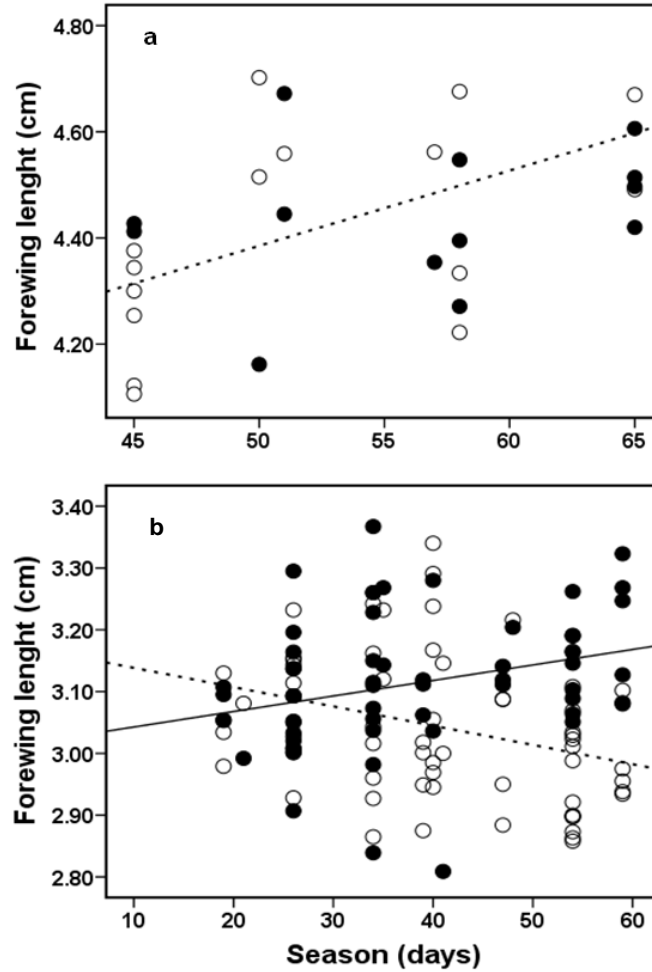 a
4.80
4.60
4.40
4.20
Forewing lenght (cm)
45 50 55 60 65
b
3.40
3.30
3.20
3.10
3.00
2.90
2.80
Forewing lenght (cm)
10 20 30 40 50 60
Season (days)